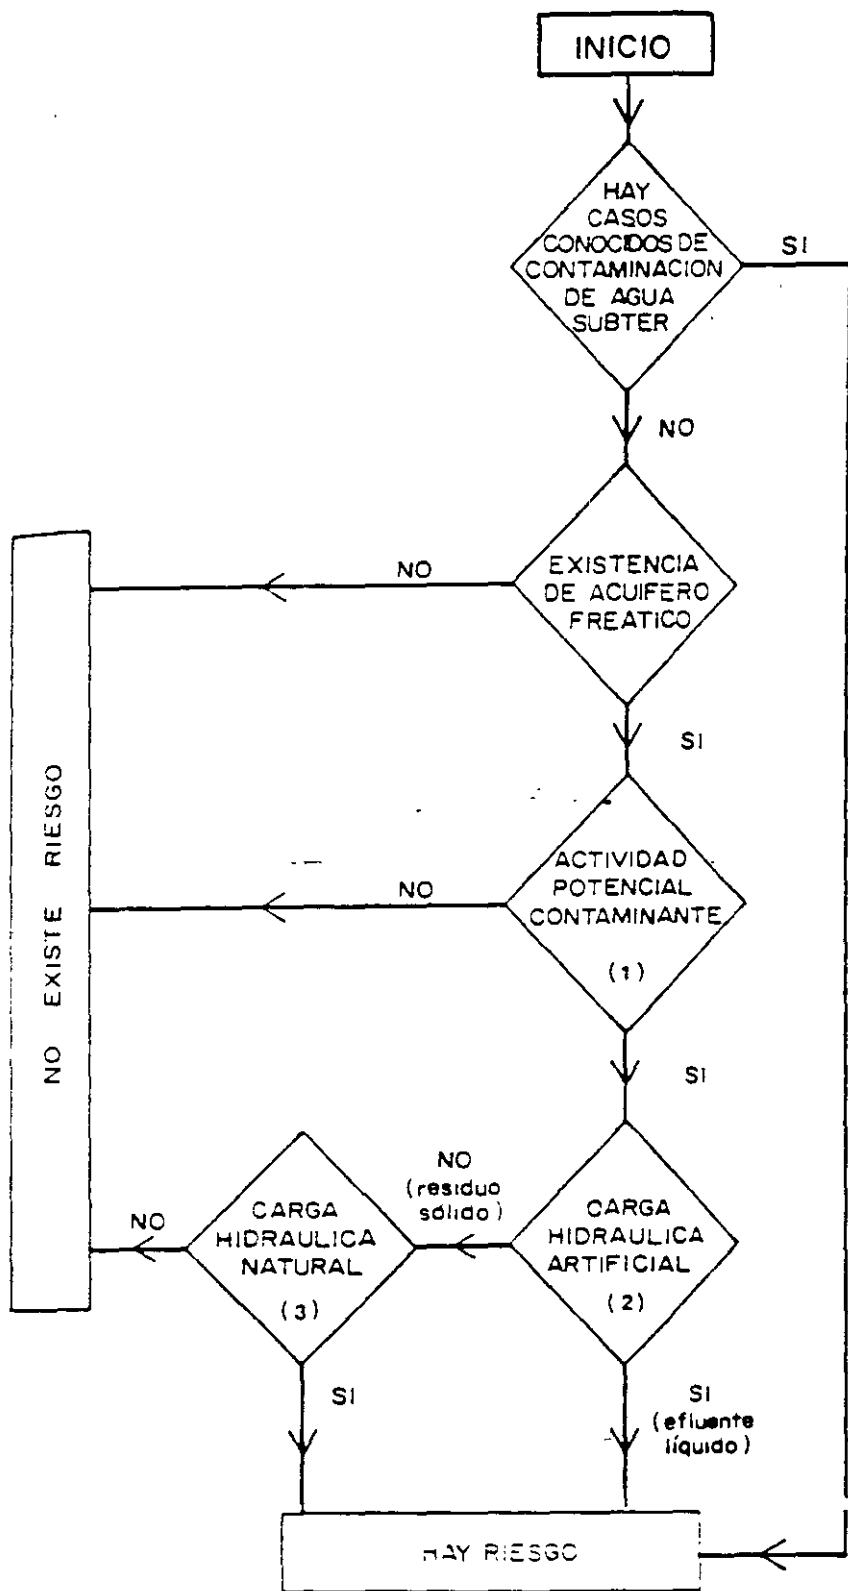 INICIO
HAY
CASOS
CONOCIDOS DE
CONTAMINACION
DE AGUA
SUBTER
SI
NO
EXISTENCIA
DE ACUIFERO
FREATICO
NO
SI
ACTIVIDAD
POTENCIAL
CONTAMINANTE
(1)
NO
SI
NO EXISTE RIESGO
CARGA
HIDRAULICA
ARTIFICIAL
(2)
NO
(residuo
sólido)
CARGA
HIDRAULICA
NATURAL
(3)
NO
SI
SI
(efluente
líquido)
HAY RIESGO